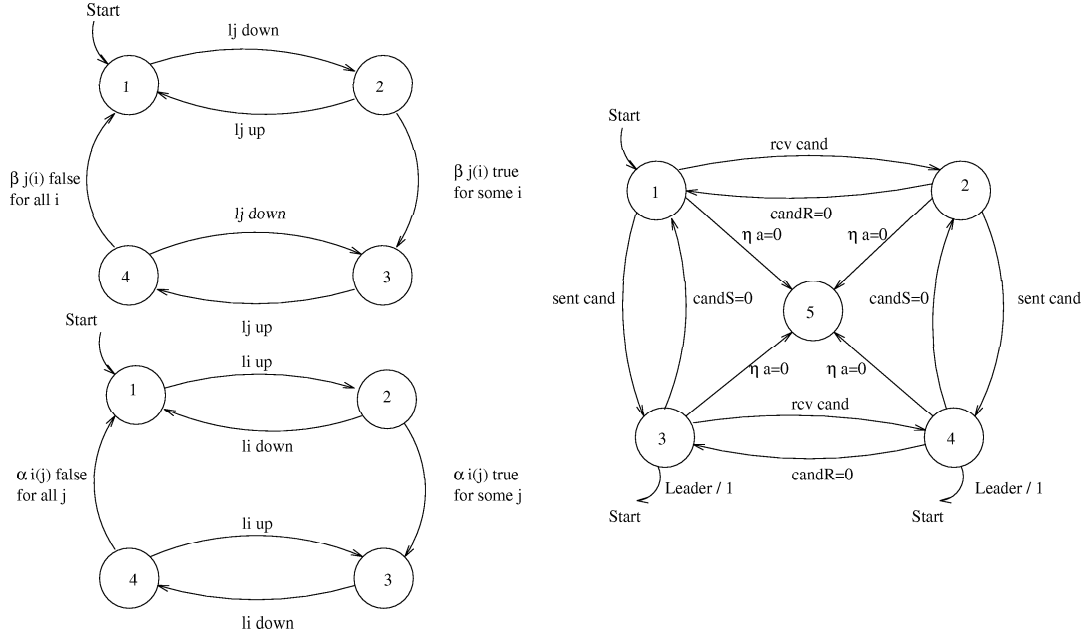 Start
lj down
1
2
lj up
β j(i) false
for all i
β j(i) true
for some i
lj down
4
3
lj up
Start
li up
1
2
li down
α i(j) false
for all j
α i(j) true
for some j
li up
4
3
li down
Start
rcv cand
1
2
candR=0
η a=0
η a=0
sent cand
candS=0
5
candS=0
sent cand
η a=0
η a=0
rcv cand
3
4
candR=0
Leader / 1
Leader / 1
Start
Start